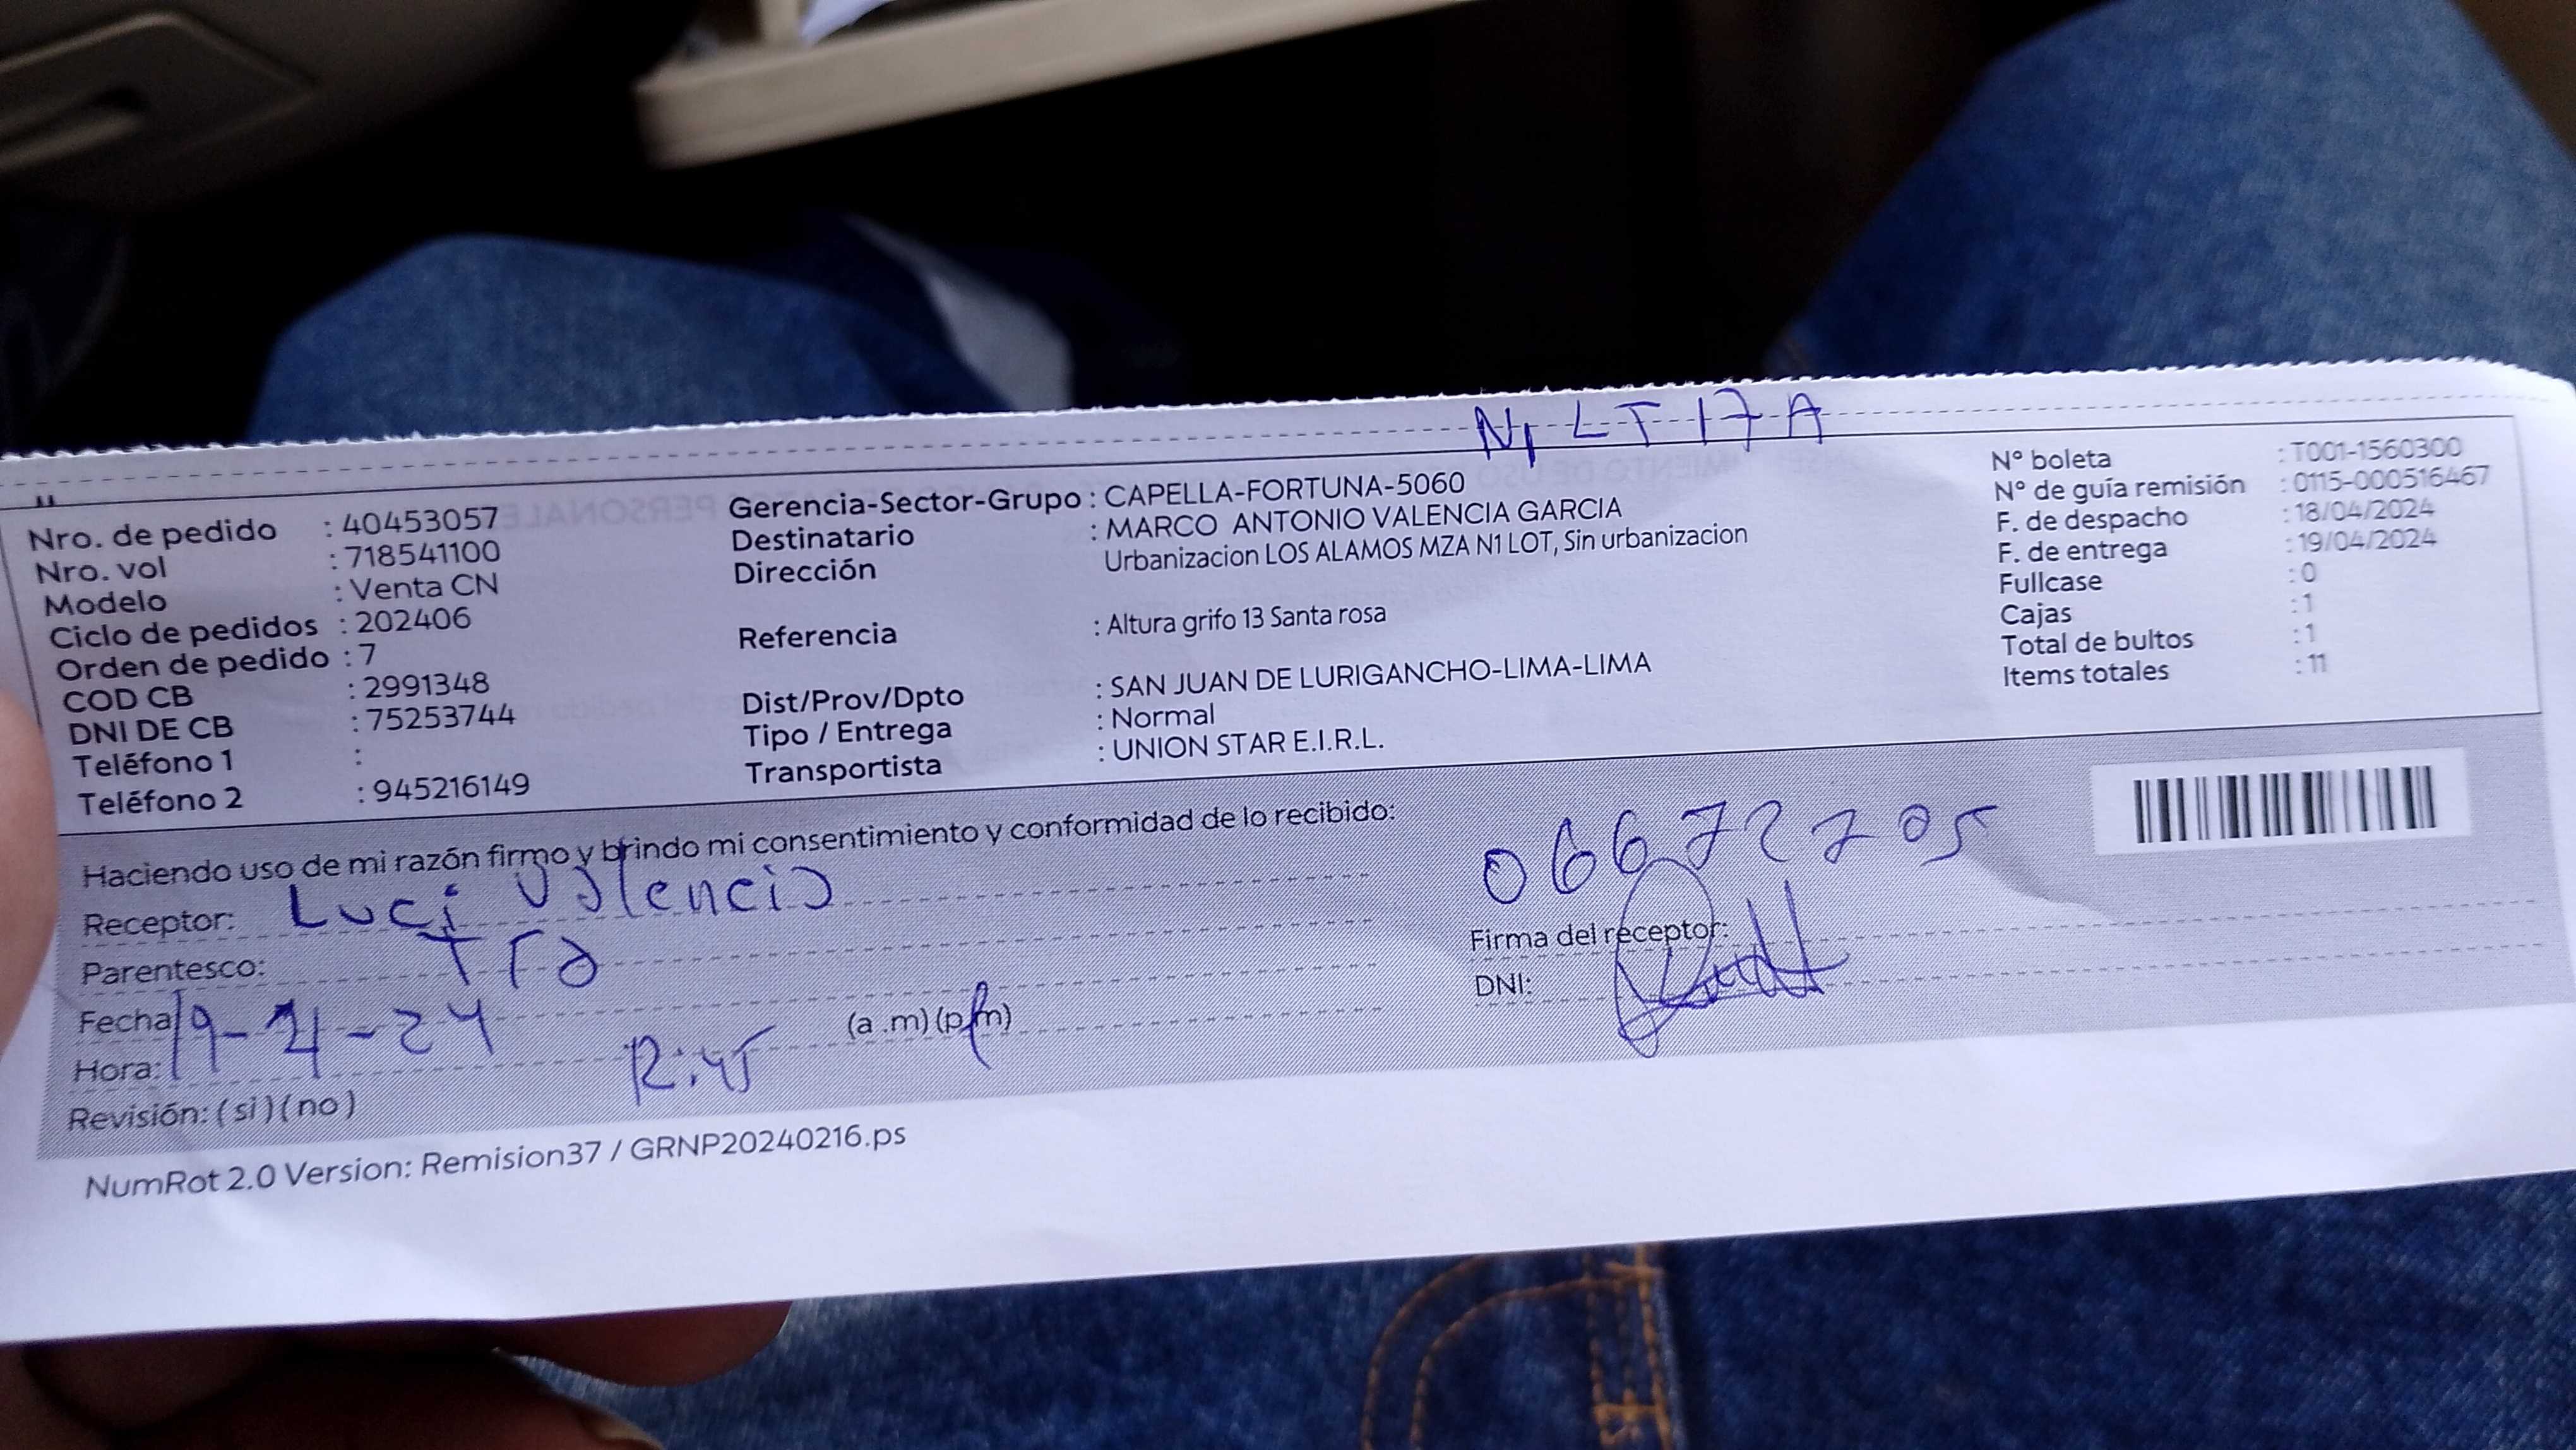 N1 LT 17 A
Nro. de pedido : 40453057
Nro. vol : 718541100
Modelo : Venta CN
Ciclo de pedidos : 202406
Orden de pedido : 7
COD CB : 2991348
DNI DE CB : 75253744
Teléfono 1 :
Teléfono 2 : 945216149
Gerencia-Sector-Grupo : CAPELLA-FORTUNA-5060
Destinatario : MARCO ANTONIO VALENCIA GARCIA
Dirección Urbanizacion LOS ALAMOS MZA N1 LOT, Sin urbanizacion
Referencia : Altura grifo 13 Santa rosa
Dist/Prov/Dpto : SAN JUAN DE LURIGANCHO-LIMA-LIMA
Tipo / Entrega : Normal
Transportista : UNION STAR E.I.R.L.
N° boleta : T001-1560300
N° de guía remisión : 0115-000516467
F. de despacho : 18/04/2024
F. de entrega : 19/04/2024
Fullcase : 0
Cajas : 1
Total de bultos : 1
Items totales : 11
Haciendo uso de mi razón firmo y brindo mi consentimiento y conformidad de lo recibido:
Receptor: Luci Valencia
Parentesco: Tra
Fecha 19-4-24
Hora: 12:45 (a .m) (p.m)
Revisión: ( si ) ( no )
06672705
Firma del receptor:
DNI:
NumRot 2.0 Version: Remision37 / GRNP20240216.ps